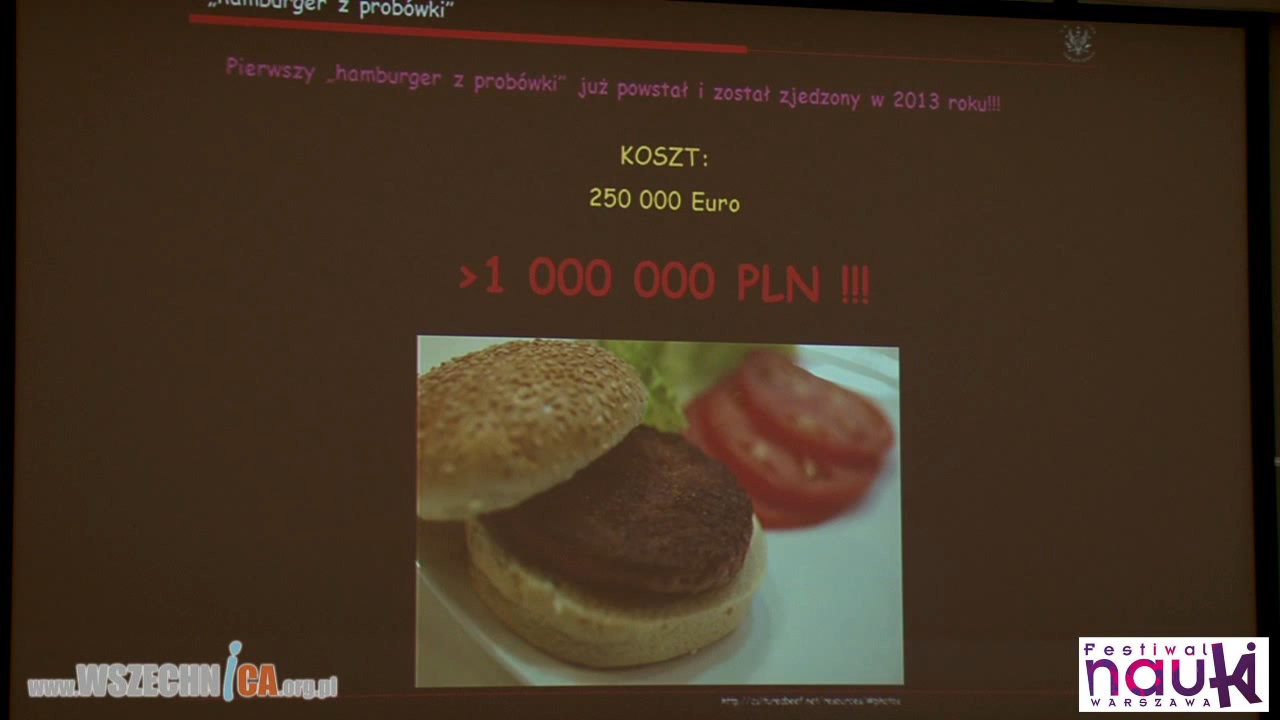 „hamburger z probówki”
Pierwszy „hamburger z probówki” już powstał i został zjedzony w 2013 roku!!!
KOSZT:
250 000 Euro
>1 000 000 PLN !!!
www.WSZECHNiCA.org.pl
Festiwal
nauki
WARSZAWA